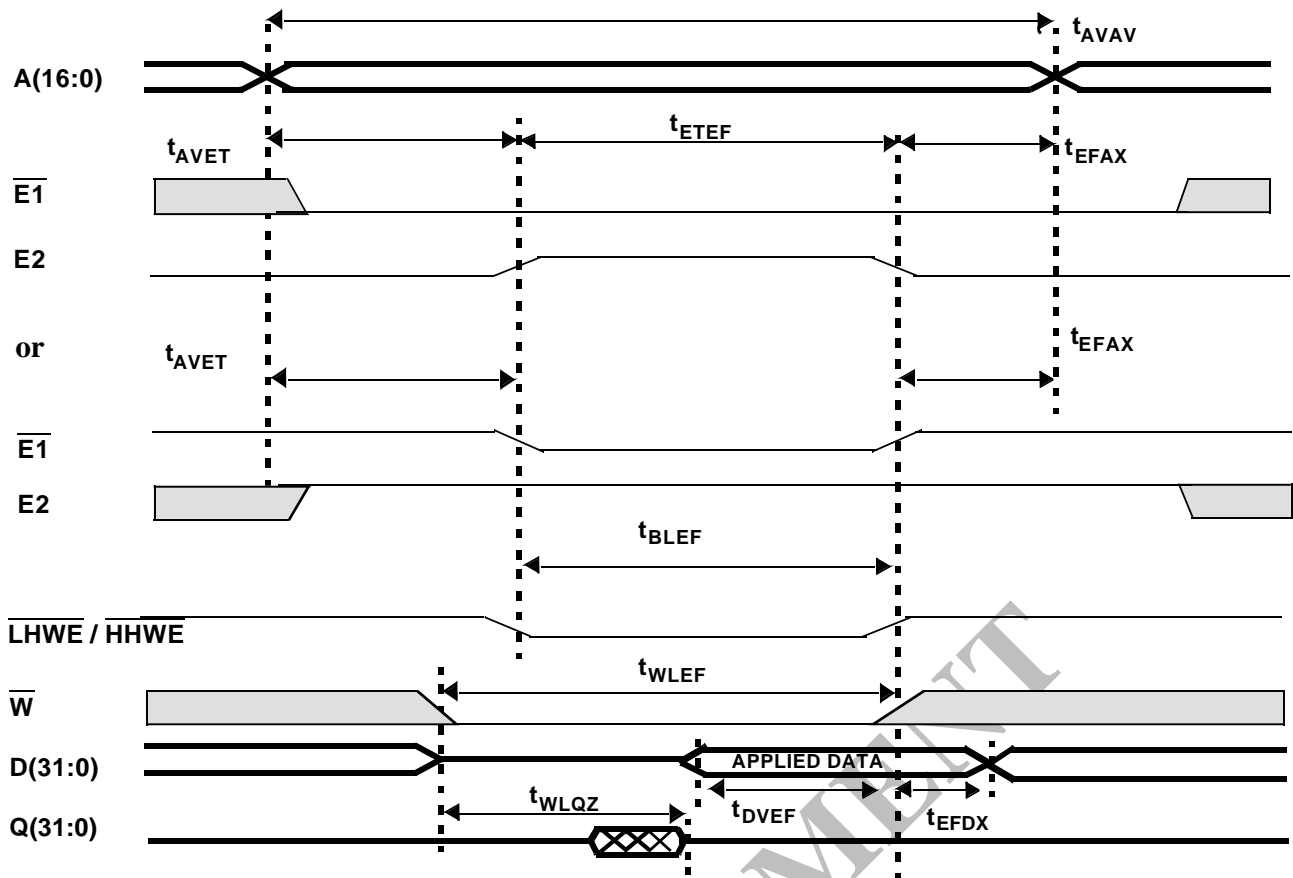 tAVAV
A(16:0)
tETEF
tAVET
tEFAX
E1
E2
or
tAVET
tEFAX
E1
E2
tBLEF
LHWE / HHWE
tWLEF
W
D(31:0)
APPLIED DATA
tWLQZ
tDVEF
tEFDX
Q(31:0)
MENT